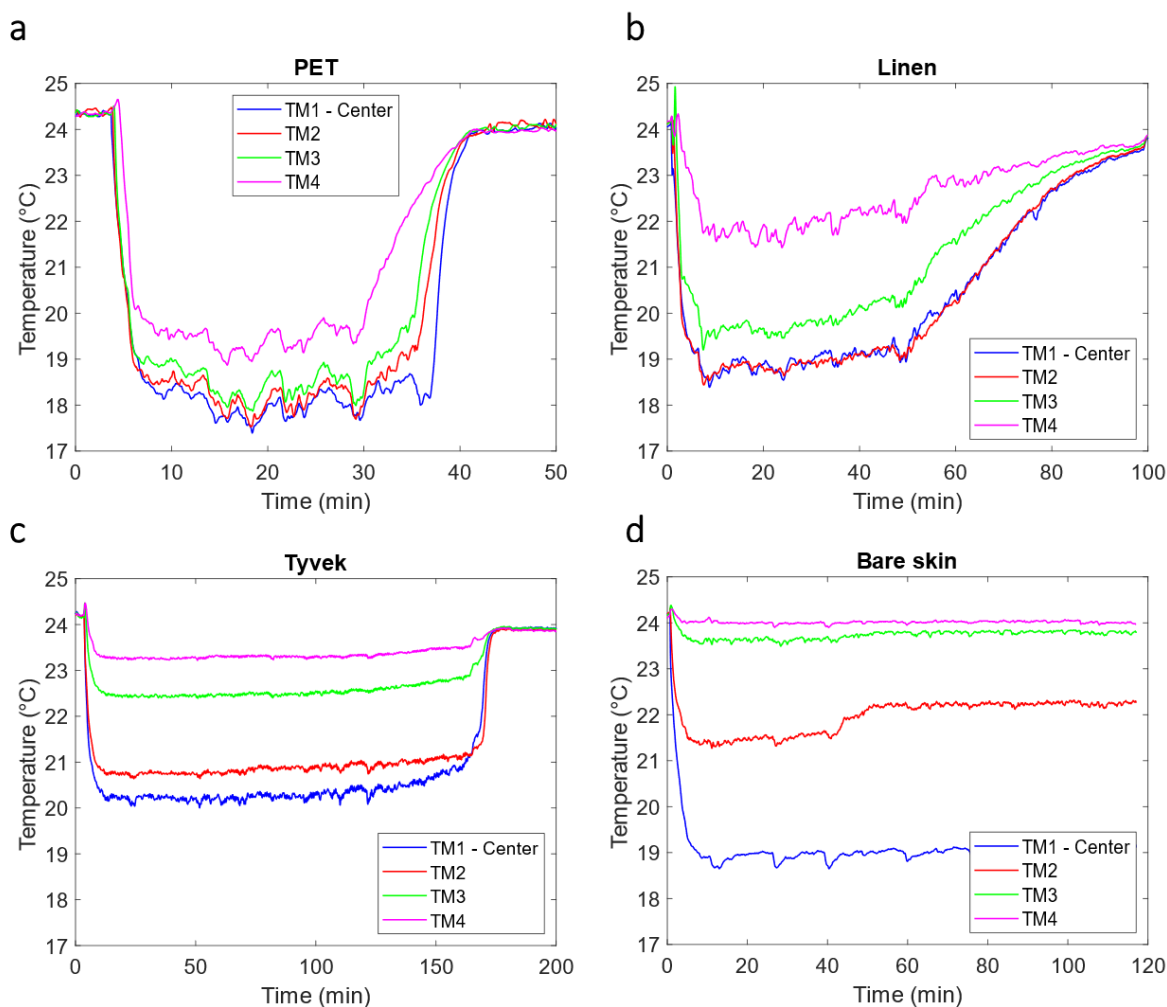 a
PET
25
24
23
22
21
20
19
18
17
Temperature (°C)
0 10 20 30 40 50
Time (min)
TM1 - Center
TM2
TM3
TM4
b
Linen
25
24
23
22
21
20
19
18
17
Temperature (°C)
0 20 40 60 80 100
Time (min)
TM1 - Center
TM2
TM3
TM4
c
Tyvek
25
24
23
22
21
20
19
18
17
Temperature (°C)
0 50 100 150 200
Time (min)
TM1 - Center
TM2
TM3
TM4
d
Bare skin
25
24
23
22
21
20
19
18
17
Temperature (°C)
0 20 40 60 80 100 120
Time (min)
TM1 - Center
TM2
TM3
TM4